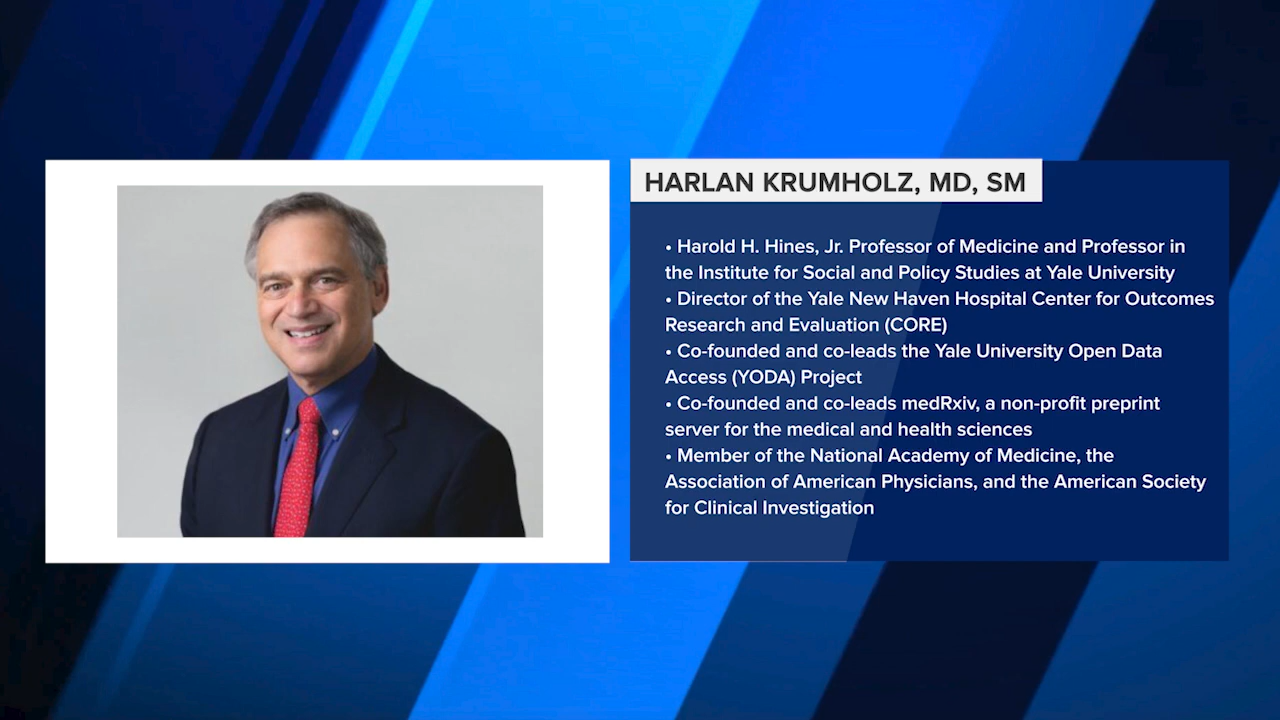 HARLAN KRUMHOLZ, MD, SM
• Harold H. Hines, Jr. Professor of Medicine and Professor in
the Institute for Social and Policy Studies at Yale University
• Director of the Yale New Haven Hospital Center for Outcomes
Research and Evaluation (CORE)
• Co-founded and co-leads the Yale University Open Data
Access (YODA) Project
• Co-founded and co-leads medRxiv, a non-profit preprint
server for the medical and health sciences
• Member of the National Academy of Medicine, the
Association of American Physicians, and the American Society
for Clinical Investigation